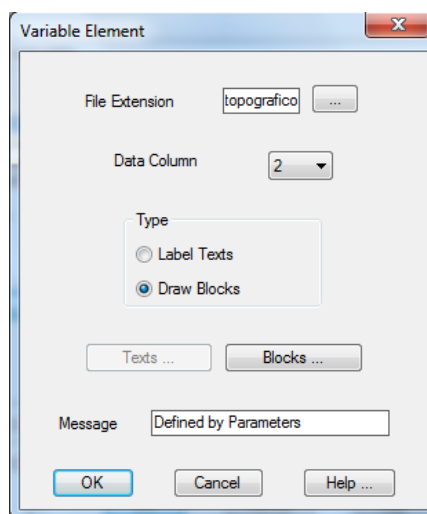 Variable Element
File Extension topografico ...
Data Column 2
Type
Label Texts
Draw Blocks
Texts ... Blocks ...
Message Defined by Parameters
OK Cancel Help ...